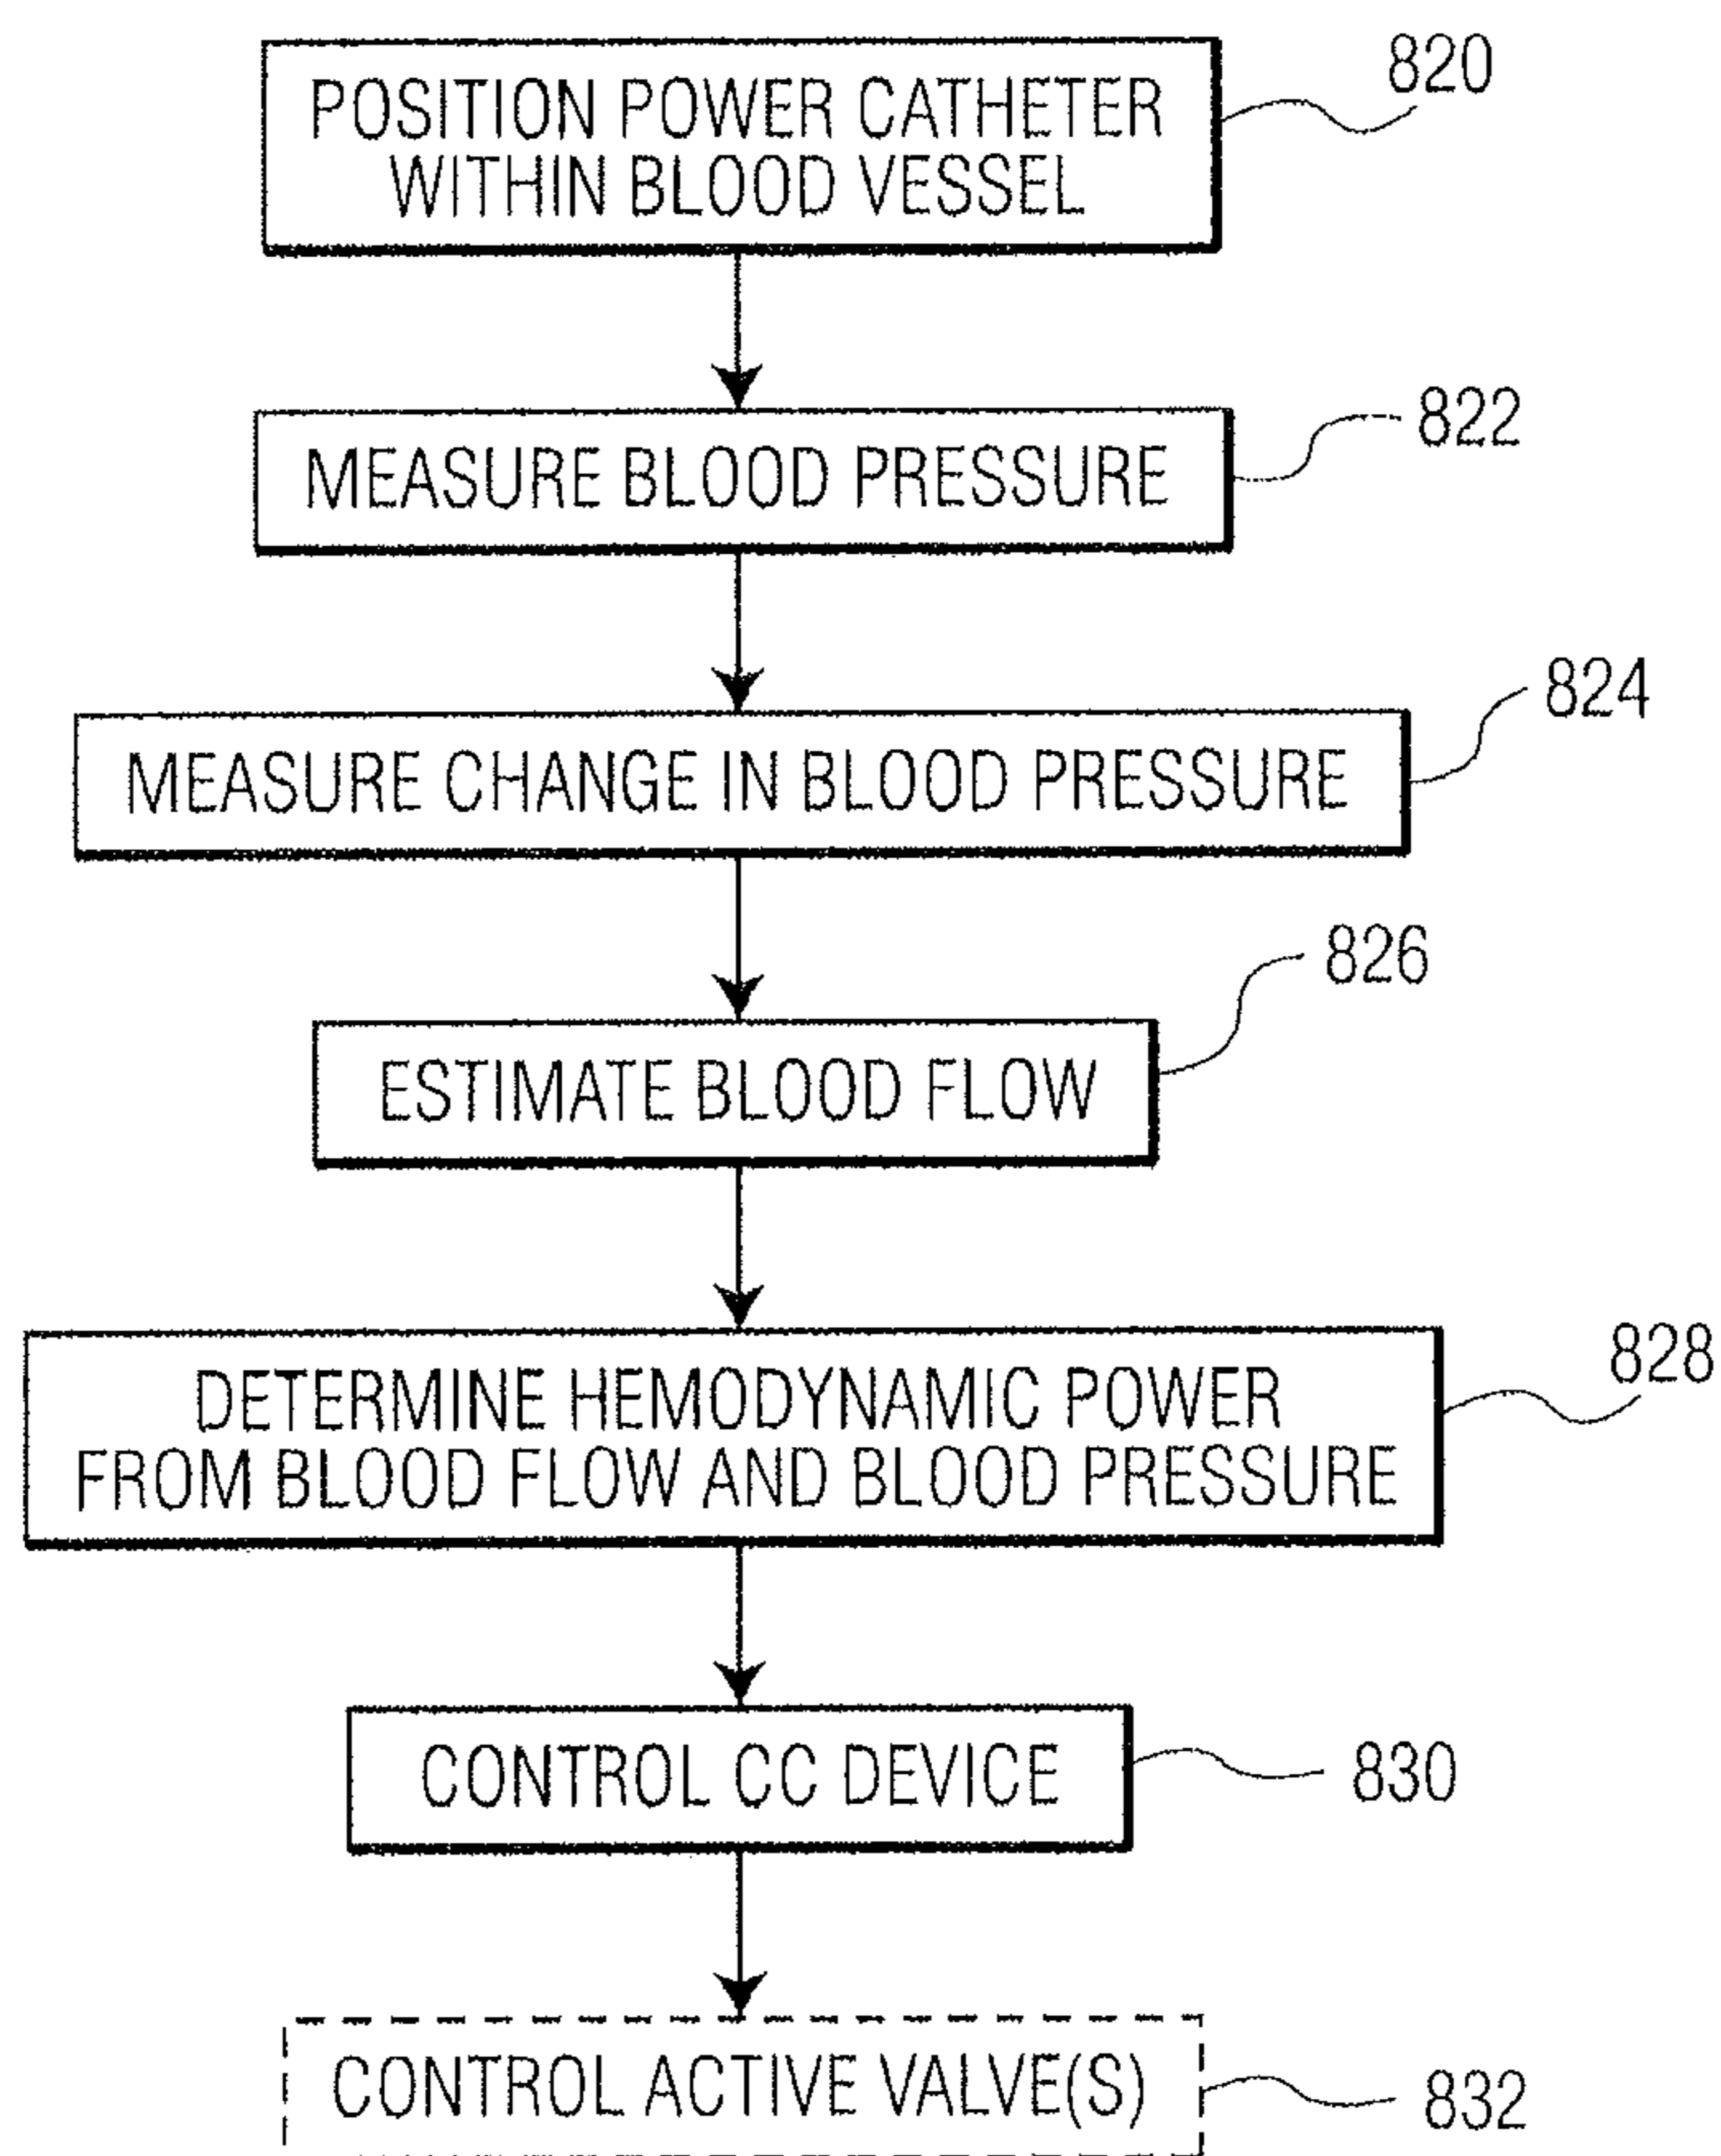 POSITION POWER CATHETER
WITHIN BLOOD VESSEL
820
MEASURE BLOOD PRESSURE
822
MEASURE CHANGE IN BLOOD PRESSURE
824
ESTIMATE BLOOD FLOW
826
DETERMINE HEMODYNAMIC POWER
FROM BLOOD FLOW AND BLOOD PRESSURE
828
CONTROL CC DEVICE
830
CONTROL ACTIVE VALVE(S)
832